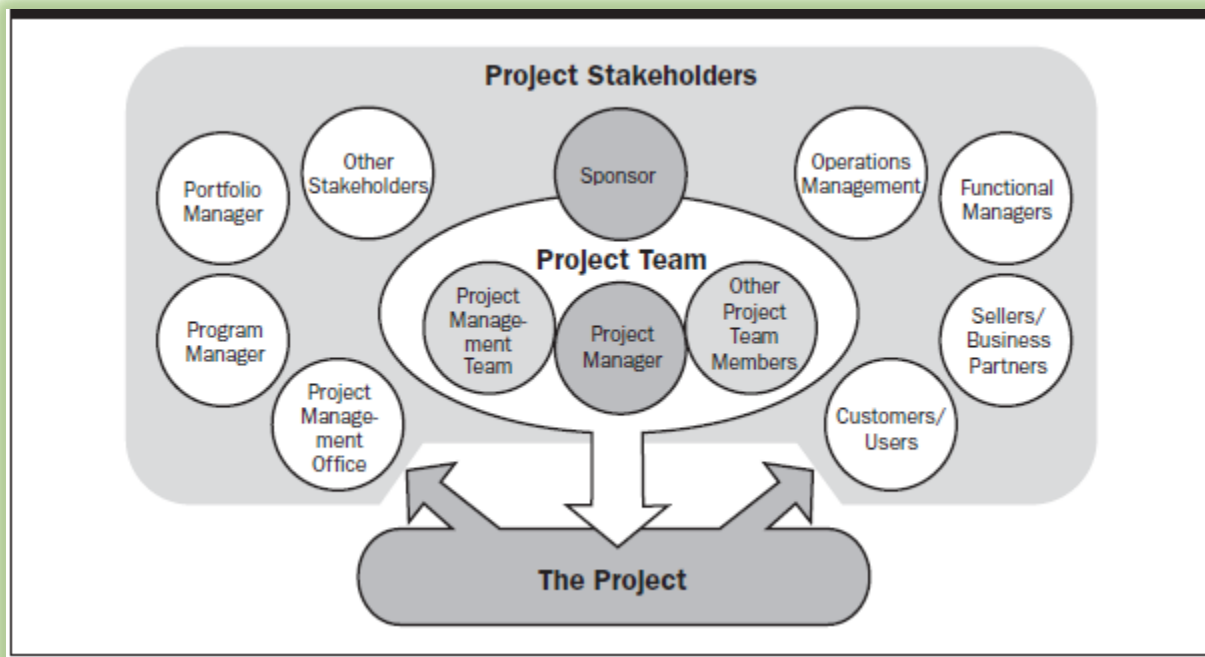 Project Stakeholders
Portfolio
Manager
Other
Stakeholders
Sponsor
Operations
Management
Functional
Managers
Project Team
Project
Manage-
ment
Team
Project
Manager
Other
Project
Team
Members
Program
Manager
Project
Manage-
ment
Office
Sellers/
Business
Partners
Customers/
Users
The Project